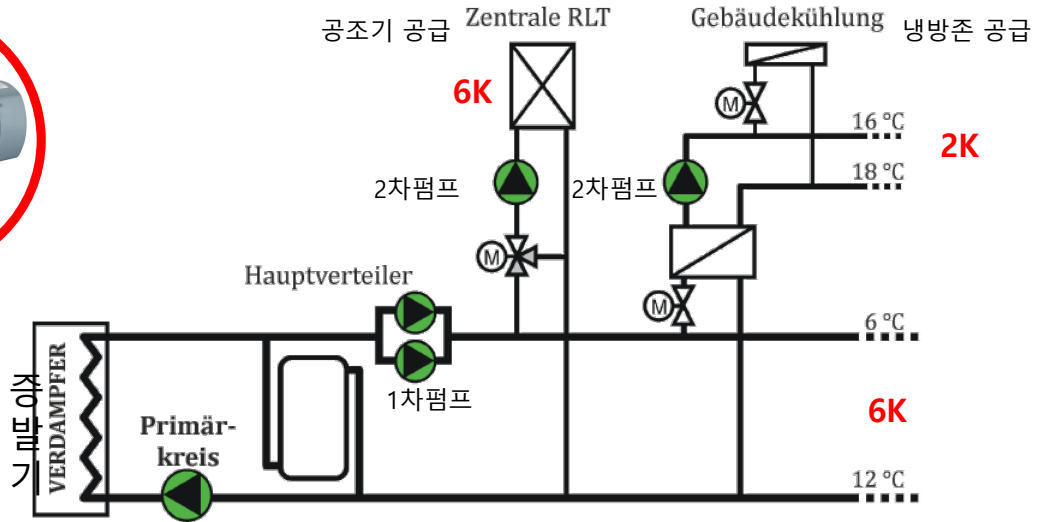 공조기 공급
Zentrale RLT
Gebäudekühlung
냉방존 공급
6K
M
16 °C
2K
18 °C
2차펌프
2차펌프
M
Hauptverteiler
M
6 °C
1차펌프
6K
증발기
VERDAMPFER
Primär-
kreis
12 °C